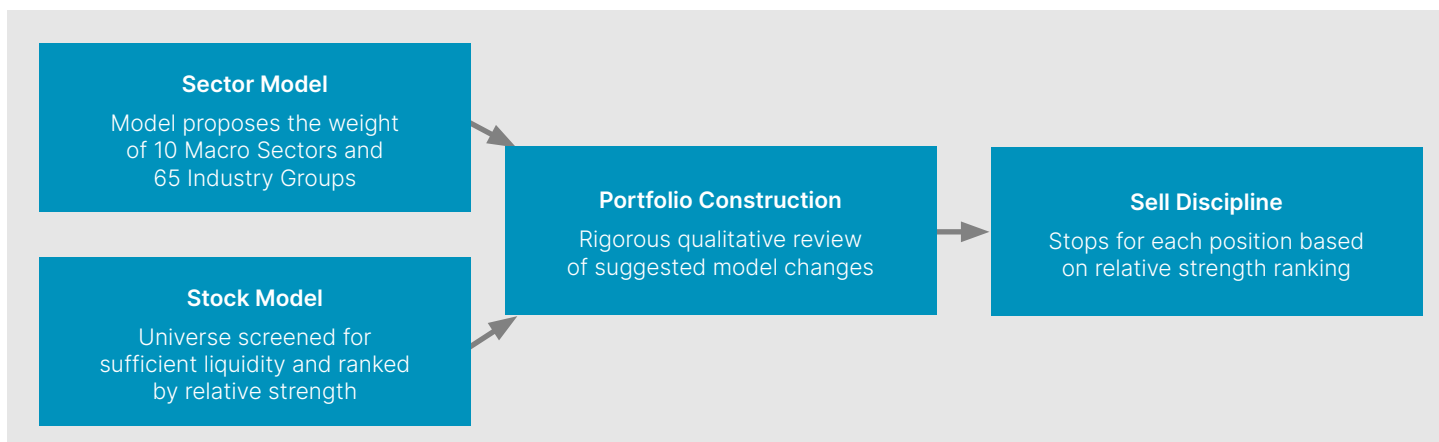 Sector Model
Model proposes the weight
of 10 Macro Sectors and
65 Industry Groups
Stock Model
Universe screened for
sufficient liquidity and ranked
by relative strength
Portfolio Construction
Rigorous qualitative review
of suggested model changes
Sell Discipline
Stops for each position based
on relative strength ranking